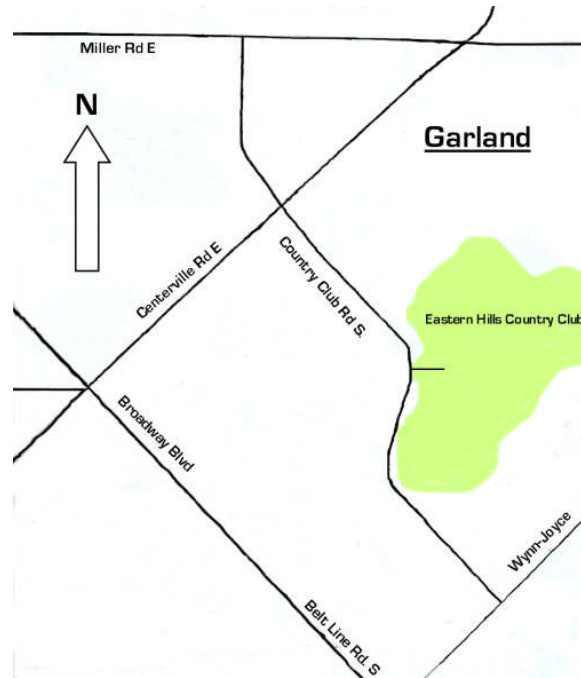 Miller Rd E
N
Garland
Centerville Rd E
Country Club Rd S.
Eastern Hills Country Club
Broadway Blvd
Wynn-Joyce
Belt Line Rd. S